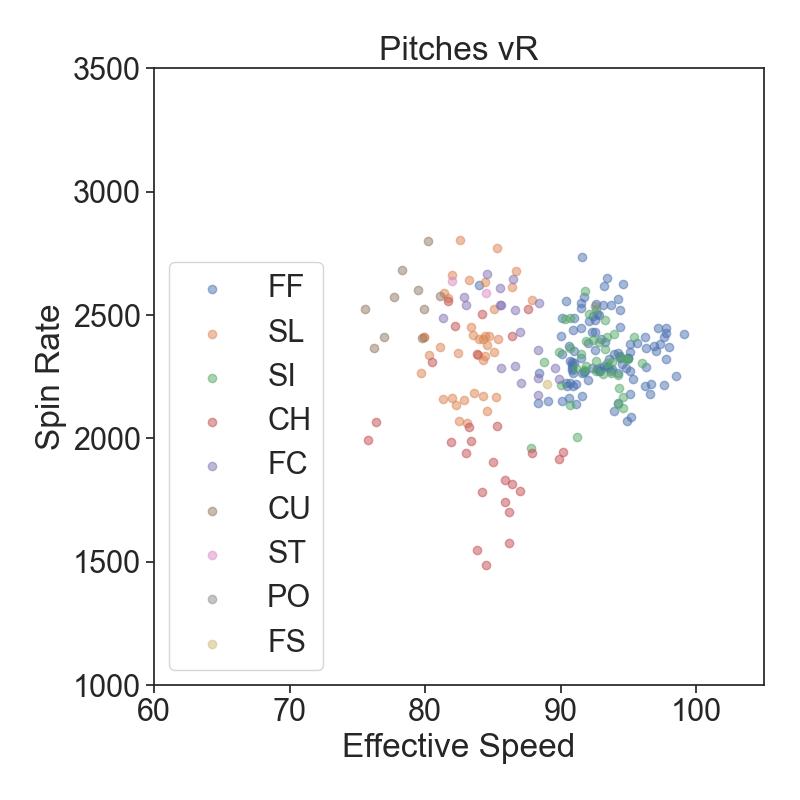 Pitches vR
3500
3000
2500
2000
1500
1000
Spin Rate
FF
SL
SI
CH
FC
CU
ST
PO
FS
60 70 80 90 100
Effective Speed